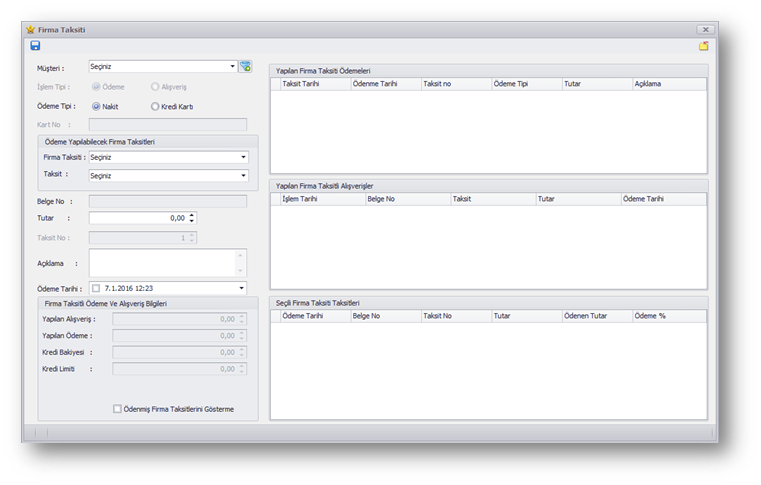 Firma Taksiti
Müşteri :
Seçiniz
İşlem Tipi :
Ödeme
Alışveriş
Ödeme Tipi :
Nakit
Kredi Kartı
Kart No :
Ödeme Yapılabilecek Firma Taksitleri
Firma Taksiti : Seçiniz
Taksit : Seçiniz
Belge No :
Tutar : 0,00
Taksit No : 1
Açıklama :
Ödeme Tarihi : 7.1.2016 12:23
Firma Taksitli Ödeme Ve Alışveriş Bilgileri
Yapılan Alışveriş : 0,00
Yapılan Ödeme : 0,00
Kredi Bakiyesi : 0,00
Kredi Limiti : 0,00
Ödenmiş Firma Taksitlerini Gösterme
Yapılan Firma Taksiti Ödemeleri
Taksit Tarihi Ödenme Tarihi Taksit no Ödeme Tipi Tutar Açıklama
Yapılan Firma Taksitli Alışverişler
İşlem Tarihi Belge No Taksit Tutar Ödeme Tarihi
Seçili Firma Taksiti Taksitleri
Ödeme Tarihi Belge No Taksit No Tutar Ödenen Tutar Ödeme %